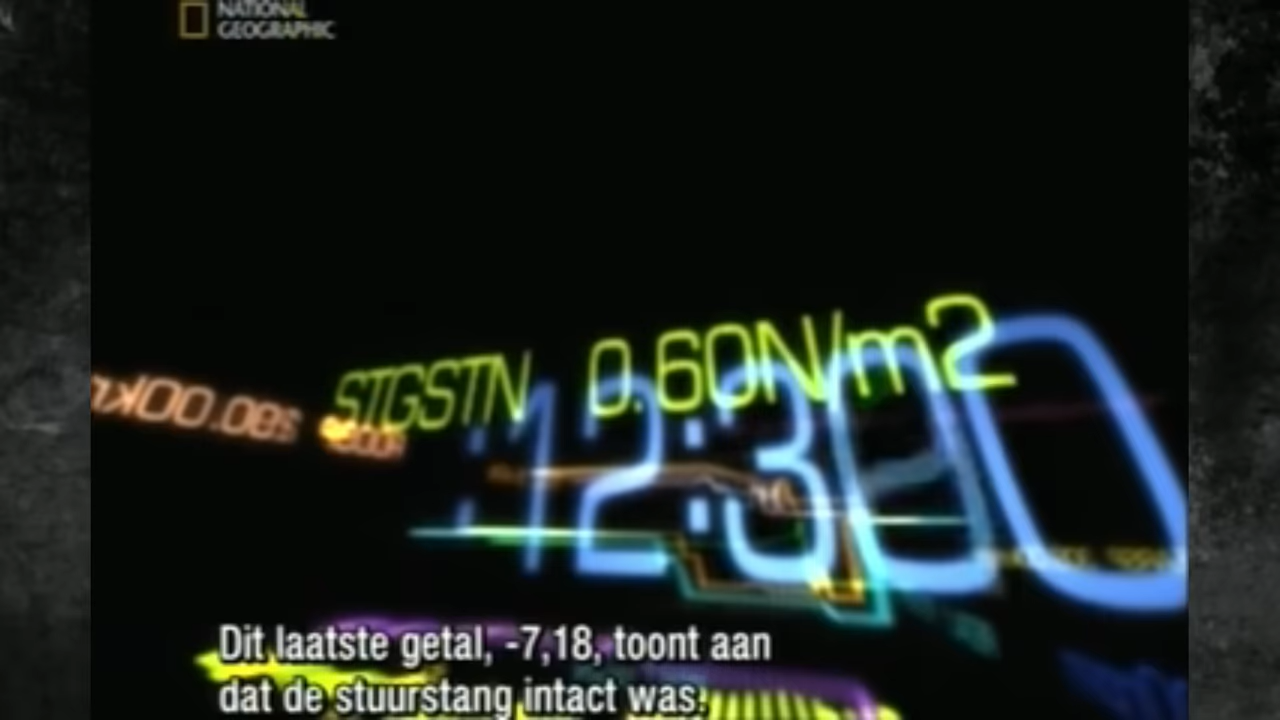 NATIONAL
GEOGRAPHIC
STGSTN 0.60N/m2
:12:300
Dit laatste getal, -7,18, toont aan
dat de stuurstang intact was.